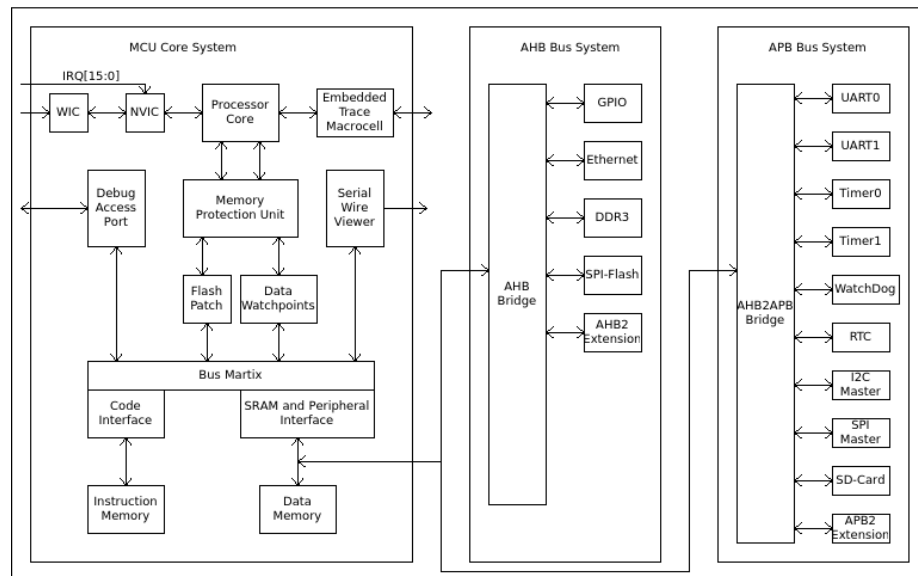 MCU Core System
IRQ[15:0]
WIC
NVIC
Processor
Core
Embedded
Trace
Macrocell
Debug
Access
Port
Memory
Protection Unit
Serial
Wire
Viewer
Flash
Patch
Data
Watchpoints
Bus Martix
Code
Interface
SRAM and Peripheral
Interface
Instruction
Memory
Data
Memory
AHB Bus System
AHB
Bridge
GPIO
Ethernet
DDR3
SPI-Flash
AHB2
Extension
APB Bus System
AHB2APB
Bridge
UART0
UART1
Timer0
Timer1
WatchDog
RTC
I2C
Master
SPI
Master
SD-Card
APB2
Extension